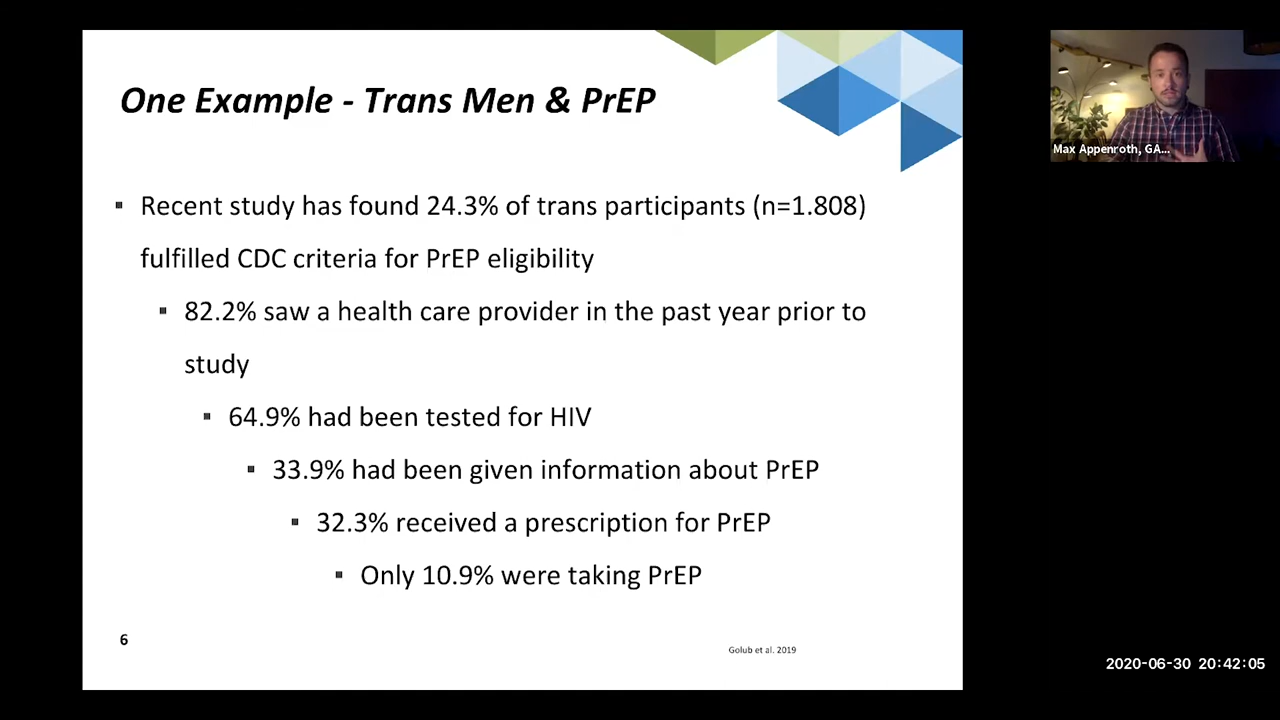 One Example - Trans Men & PrEP
Recent study has found 24.3% of trans participants (n=1.808)
fulfilled CDC criteria for PrEP eligibility
82.2% saw a health care provider in the past year prior to
study
64.9% had been tested for HIV
33.9% had been given information about PrEP
32.3% received a prescription for PrEP
Only 10.9% were taking PrEP
6
Golub et al. 2019
Max Appenroth, GA...
2020-06-30 20:42:05